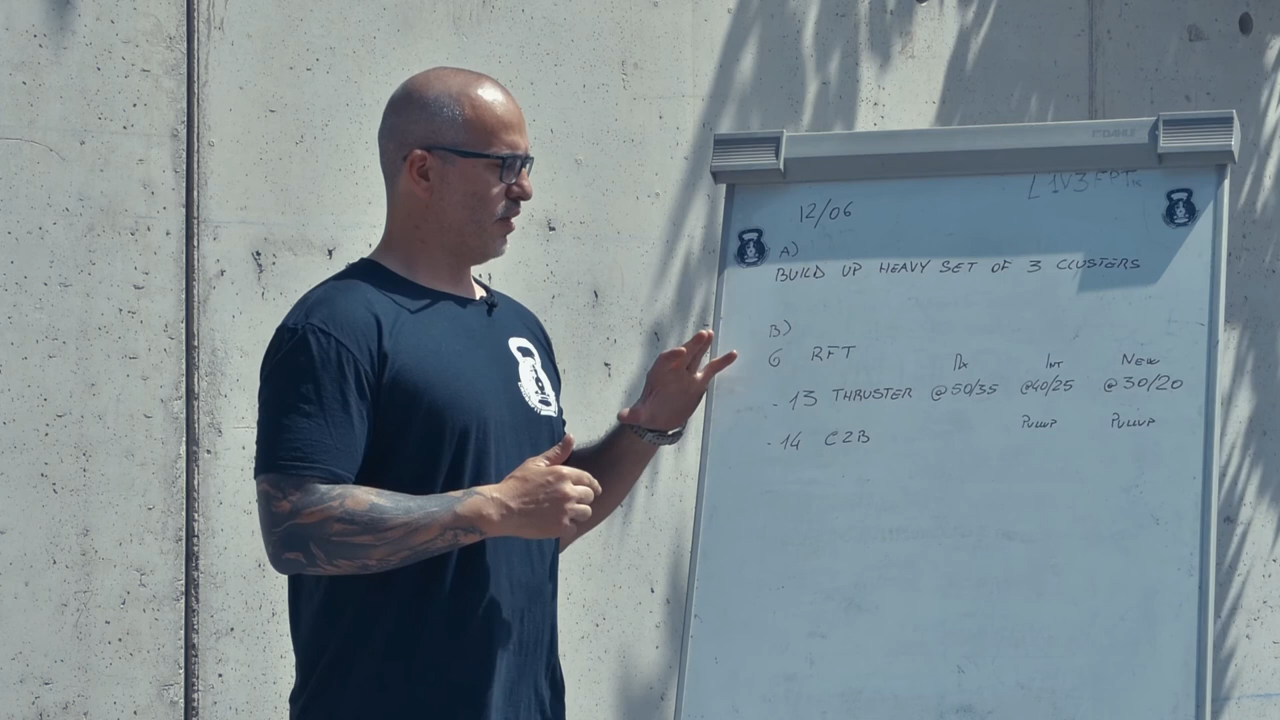 12/06
A)
BUILD UP HEAVY SET OF 3 CLUSTERS
B)
6 RFT Rx INT NEW
- 13 THRUSTER @50/35 @40/25 @30/20
PULLUP PULLUP
- 14 C2B